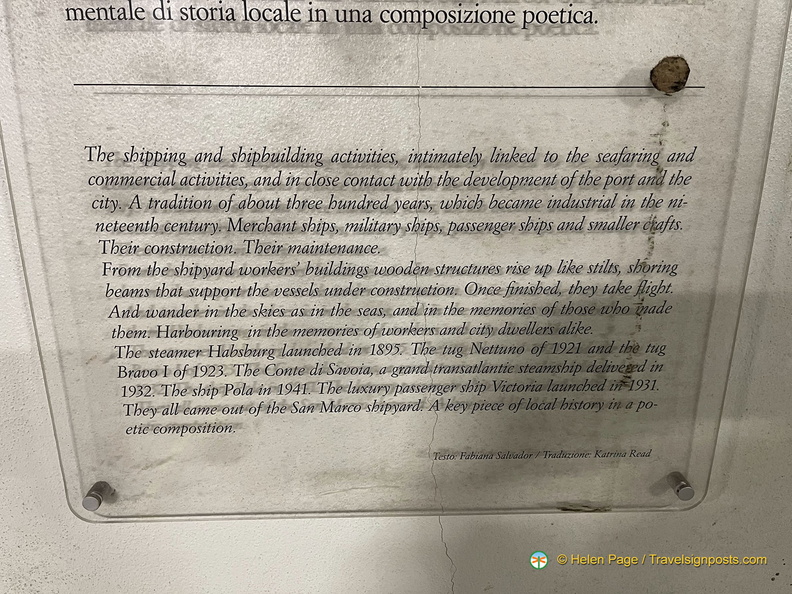 mentale di storia locale in una composizione poetica.
The shipping and shipbuilding activities, intimately linked to the seafaring and
commercial activities, and in close contact with the development of the port and the
city. A tradition of about three hundred years, which became industrial in the ni-
neteenth century. Merchant ships, military ships, passenger ships and smaller crafts.
Their construction. Their maintenance.
From the shipyard workers' buildings wooden structures rise up like stilts, shoring
beams that support the vessels under construction. Once finished, they take flight.
And wander in the skies as in the seas, and in the memories of those who made
them. Harbouring in the memories of workers and city dwellers alike.
The steamer Habsburg launched in 1895. The tug Nettuno of 1921 and the tug
Bravo I of 1923. The Conte di Savoia, a grand transatlantic steamship delivered in
1932. The ship Pola in 1941. The luxury passenger ship Victoria launched in 1931.
They all came out of the San Marco shipyard. A key piece of local history in a po-
etic composition.
Testo: Fabiana Salvador / Traduzione: Katrina Read
© Helen Page / Travelsignposts.com